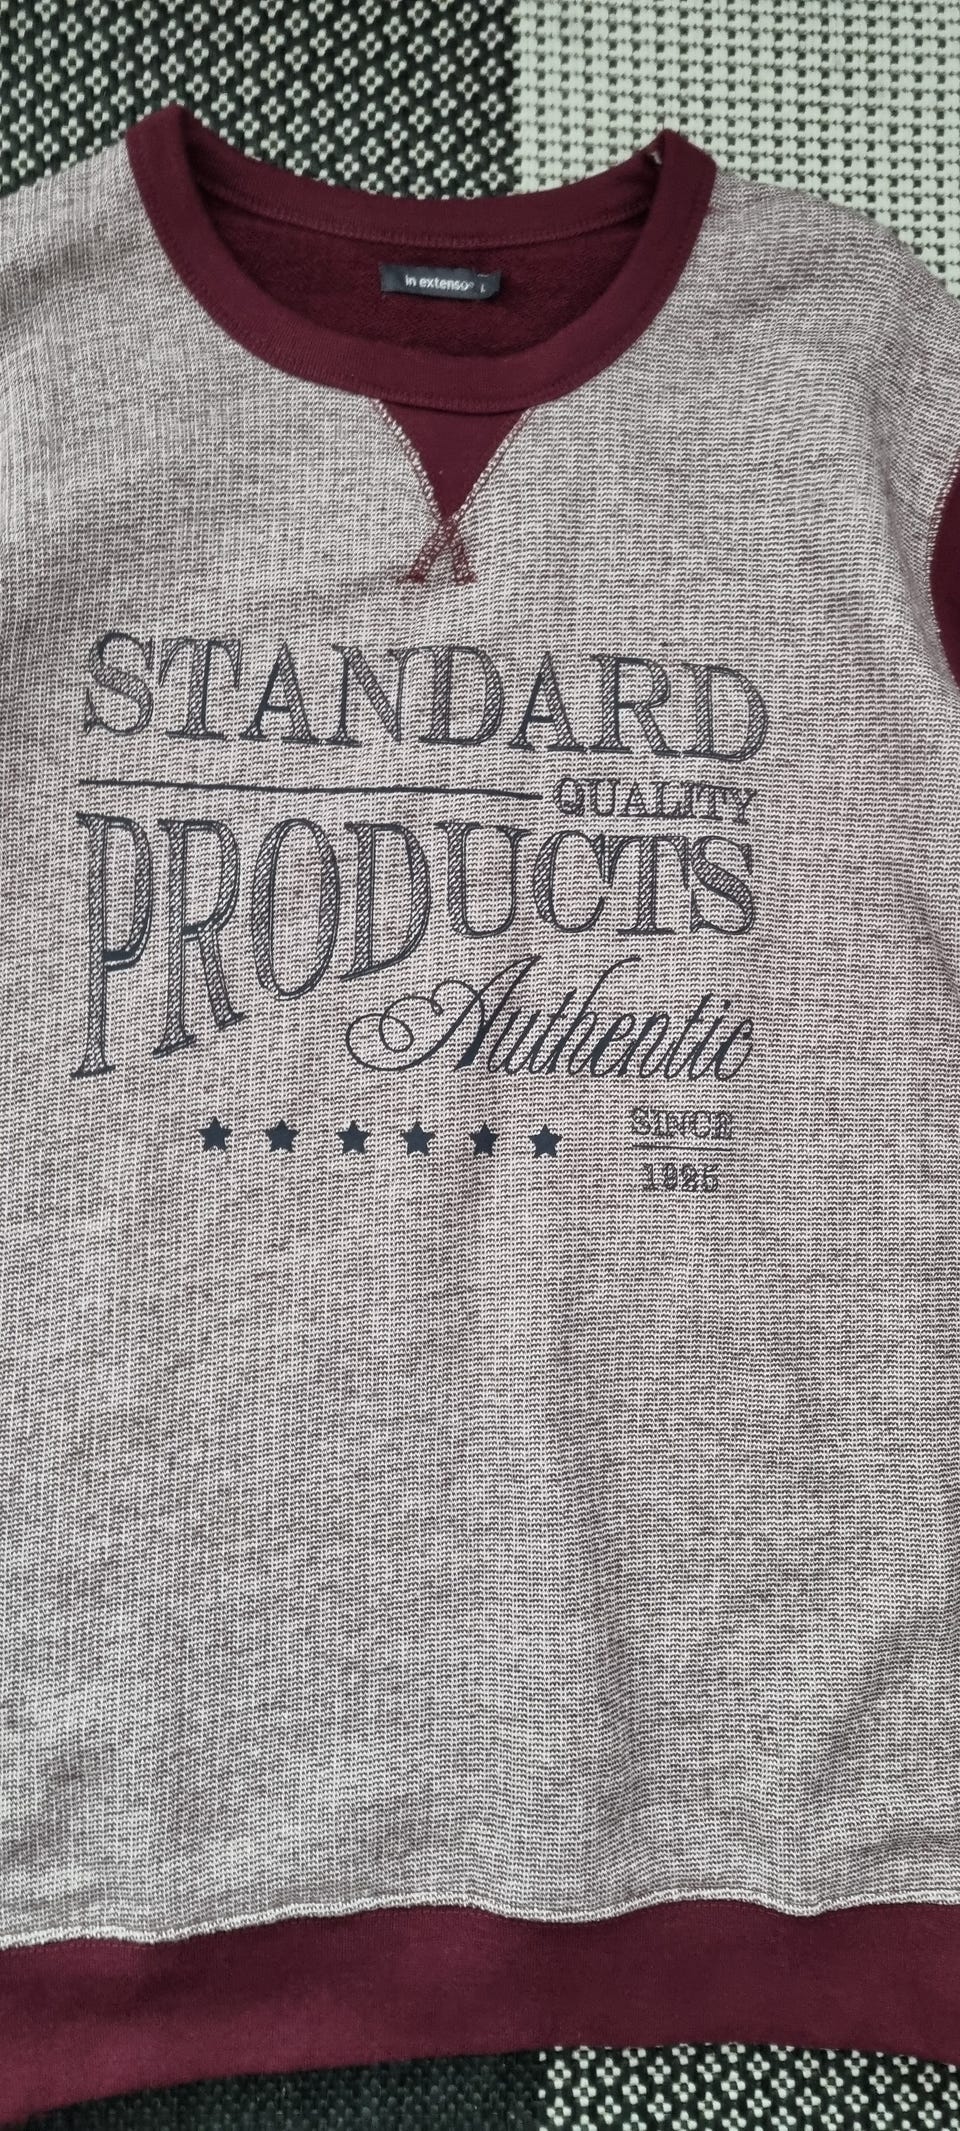 in extenso L
STANDARD
QUALITY
PRODUCTS
Authentic
SINCE
1925